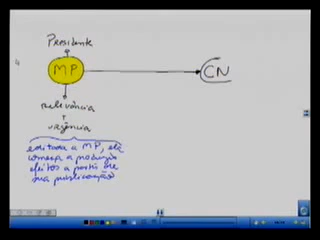 Presidente
MP
CN
relevância
+
urgência
editada a MP, ela
começa a produzir
efeitos a partir de
sua publicação